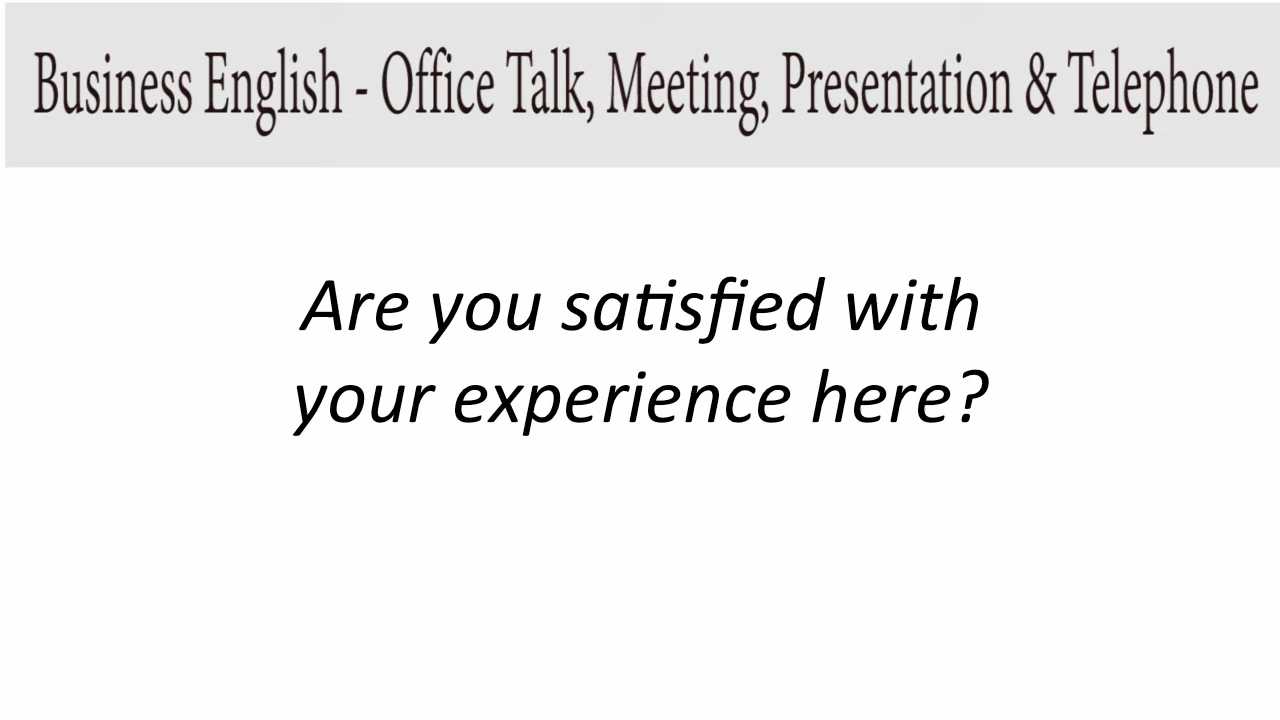 Business English - Office Talk, Meeting, Presentation & Telephone
Are you satisfied with
your experience here?